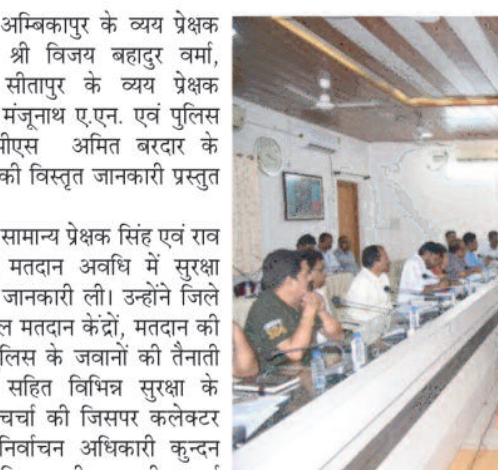 अम्बिकापुर के व्यय प्रेक्षक
श्री विजय बहादुर वर्मा,
सीतापुर के व्यय प्रेक्षक
मंजूनाथ ए.एन. एवं पुलिस
अमित बरदार के
की विस्तृत जानकारी प्रस्तुत
सामान्य प्रेक्षक सिंह एवं राव
मतदान अवधि में सुरक्षा
जानकारी ली। उन्होंने जिले
मतदान केंद्रों, मतदान की
के जवानों की तैनाती
सहित विभिन्न सुरक्षा के
चर्चा की जिसपर कलेक्टर
निर्वाचन अधिकारी कुन्दन